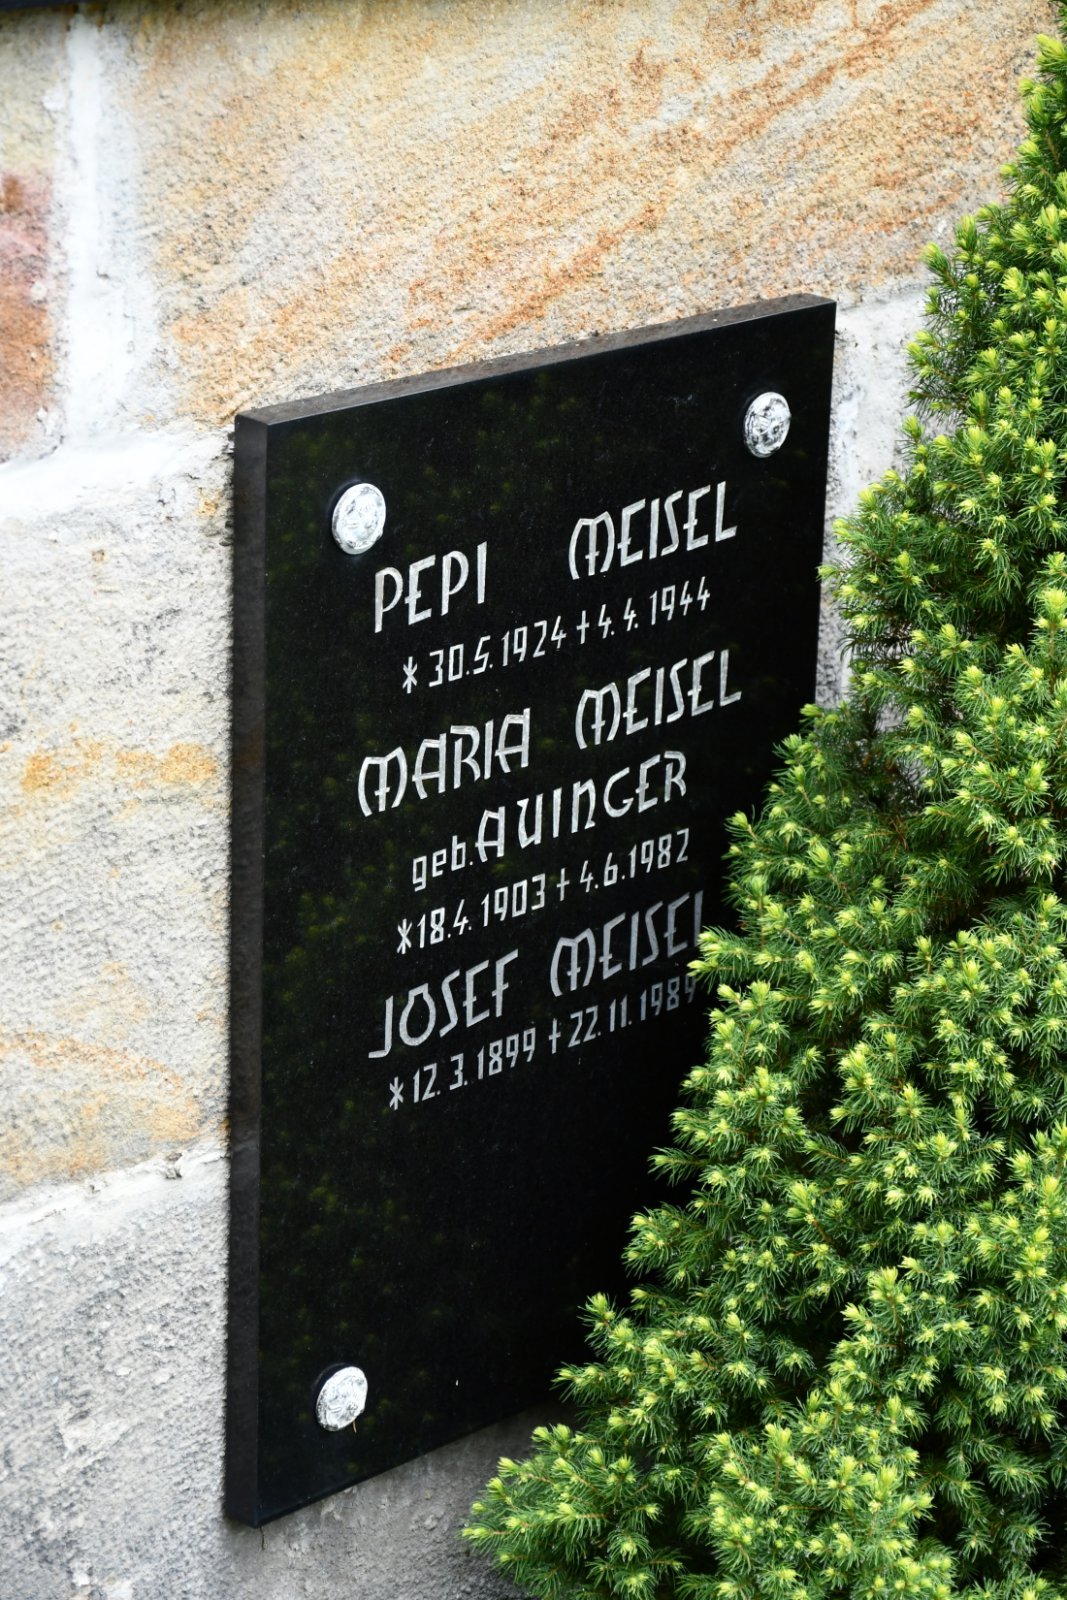 PEPI MEISEL
* 30.5.1924 † 4.4.1944
MARIA MEISEL
geb. AUINGER
* 18.4.1903 † 4.6.1982
JOSEF MEISEL
* 12.3.1899 † 22.11.1989